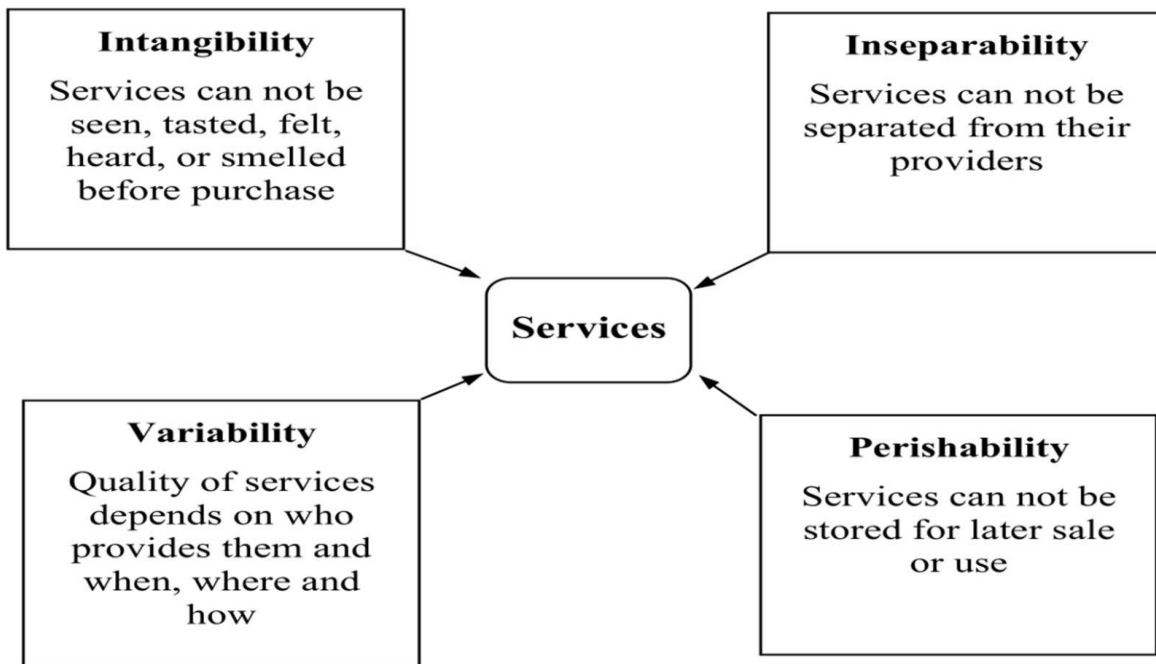 Intangibility
Services can not be
seen, tasted, felt,
heard, or smelled
before purchase
Inseparability
Services can not be
separated from their
providers
Services
Variability
Quality of services
depends on who
provides them and
when, where and
how
Perishability
Services can not be
stored for later sale
or use